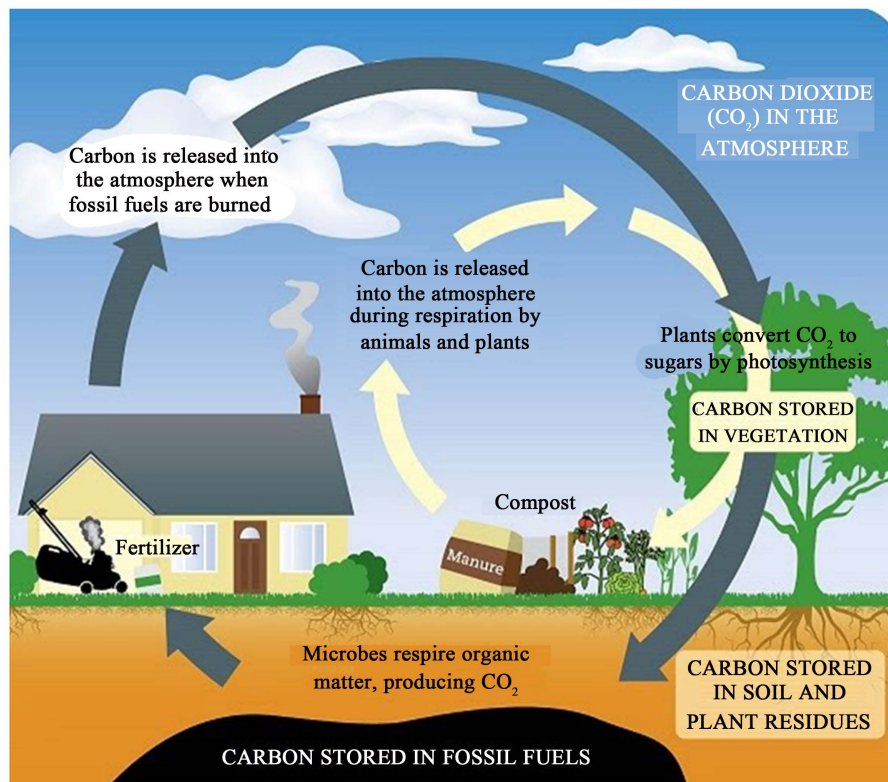 CARBON DIOXIDE
(CO₂) IN THE
ATMOSPHERE
Carbon is released into
the atmosphere when
fossil fuels are burned
Carbon is released
into the atmosphere
during respiration by
animals and plants
Plants convert CO₂ to
sugars by photosynthesis
CARBON STORED
IN VEGETATION
Compost
Fertilizer
Manure
Microbes respire organic
matter, producing CO₂
CARBON STORED
IN SOIL AND
PLANT RESIDUES
CARBON STORED IN FOSSIL FUELS